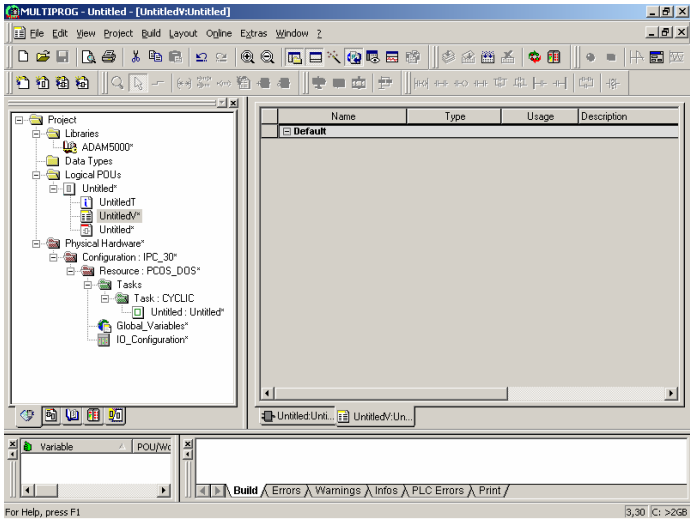 MULTIPROG - Untitled - [UntitledV:Untitled]
File Edit View Project Build Layout Online Extras Window ?
Name Type Usage Description
Default
Project
Libraries
ADAM5000*
Data Types
Logical POUs
Untitled*
UntitledT
UntitledV*
Untitled*
Physical Hardware*
Configuration : IPC_30*
Resource : PCOS_DOS*
Tasks
Task : CYCLIC
Untitled : Untitled*
Global_Variables*
IO_Configuration*
Untitled:Unti... UntitledV:Un...
Variable POU/Wo
Build Errors Warnings Infos PLC Errors Print
For Help, press F1 3,30 C: >2GB